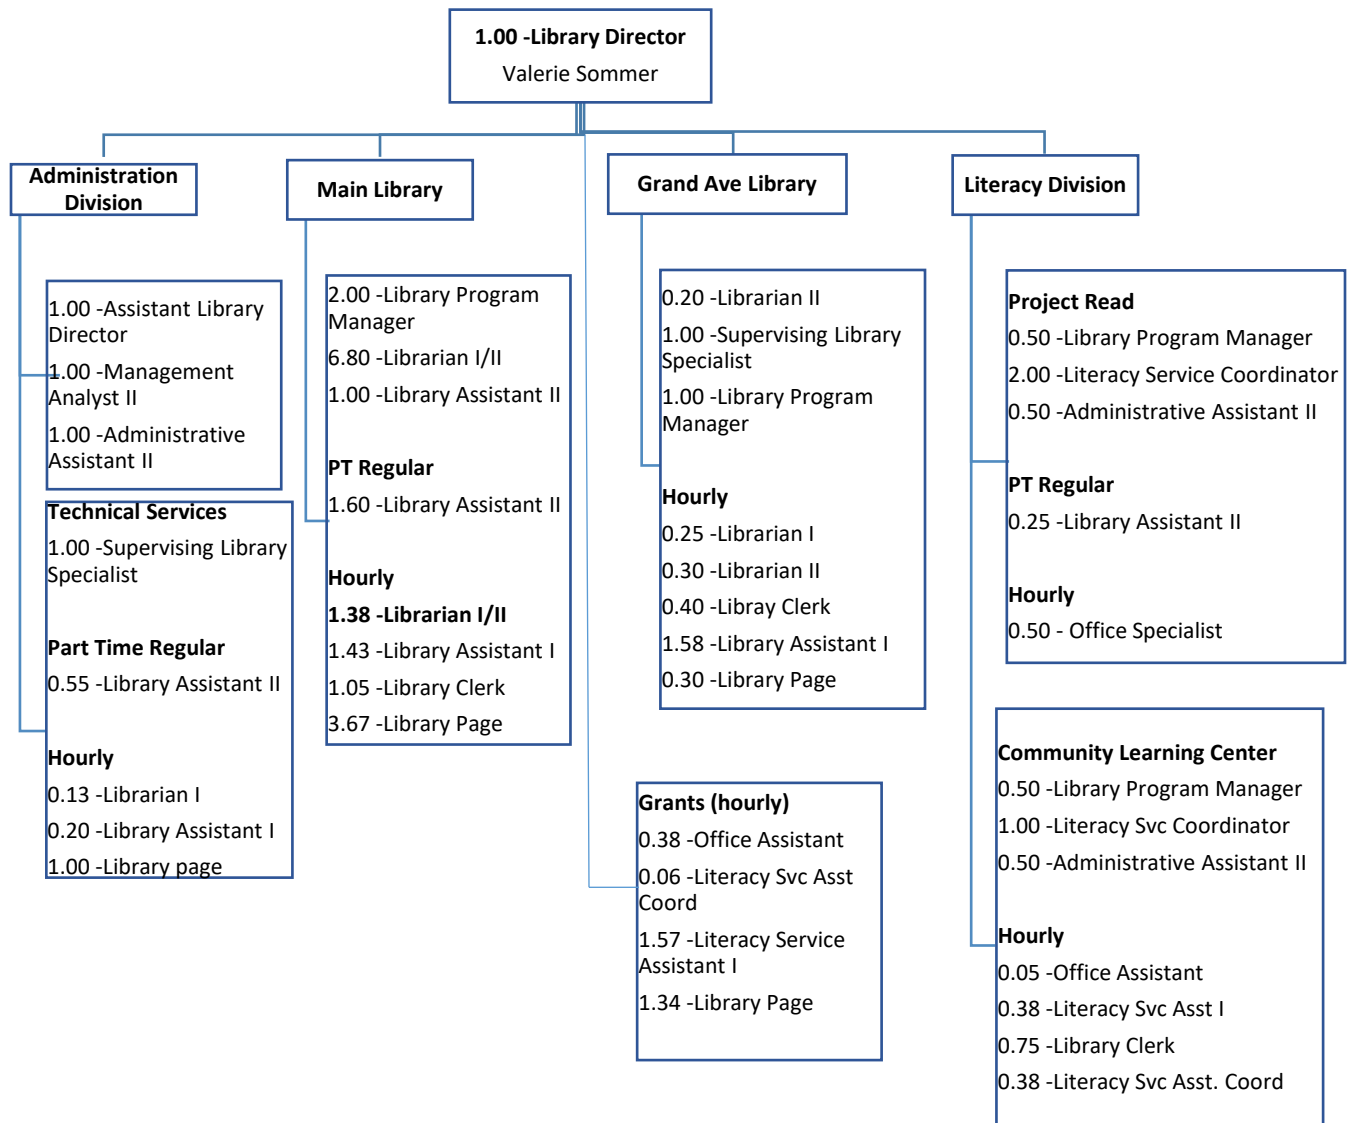 1.00 -Library Director
Valerie Sommer
Administration
Division
Main Library
Grand Ave Library
Literacy Division
1.00 -Assistant Library
Director
1.00 -Management
Analyst II
1.00 -Administrative
Assistant II
Technical Services
1.00 -Supervising Library
Specialist
Part Time Regular
0.55 -Library Assistant II
Hourly
0.13 -Librarian I
0.20 -Library Assistant I
1.00 -Library page
2.00 -Library Program
Manager
6.80 -Librarian I/II
1.00 -Library Assistant II
PT Regular
1.60 -Library Assistant II
Hourly
1.38 -Librarian I/II
1.43 -Library Assistant I
1.05 -Library Clerk
3.67 -Library Page
0.20 -Librarian II
1.00 -Supervising Library
Specialist
1.00 -Library Program
Manager
Hourly
0.25 -Librarian I
0.30 -Librarian II
0.40 -Libray Clerk
1.58 -Library Assistant I
0.30 -Library Page
Grants (hourly)
0.38 -Office Assistant
0.06 -Literacy Svc Asst
Coord
1.57 -Literacy Service
Assistant I
1.34 -Library Page
Project Read
0.50 -Library Program Manager
2.00 -Literacy Service Coordinator
0.50 -Administrative Assistant II
PT Regular
0.25 -Library Assistant II
Hourly
0.50 - Office Specialist
Community Learning Center
0.50 -Library Program Manager
1.00 -Literacy Svc Coordinator
0.50 -Administrative Assistant II
Hourly
0.05 -Office Assistant
0.38 -Literacy Svc Asst I
0.75 -Library Clerk
0.38 -Literacy Svc Asst. Coord